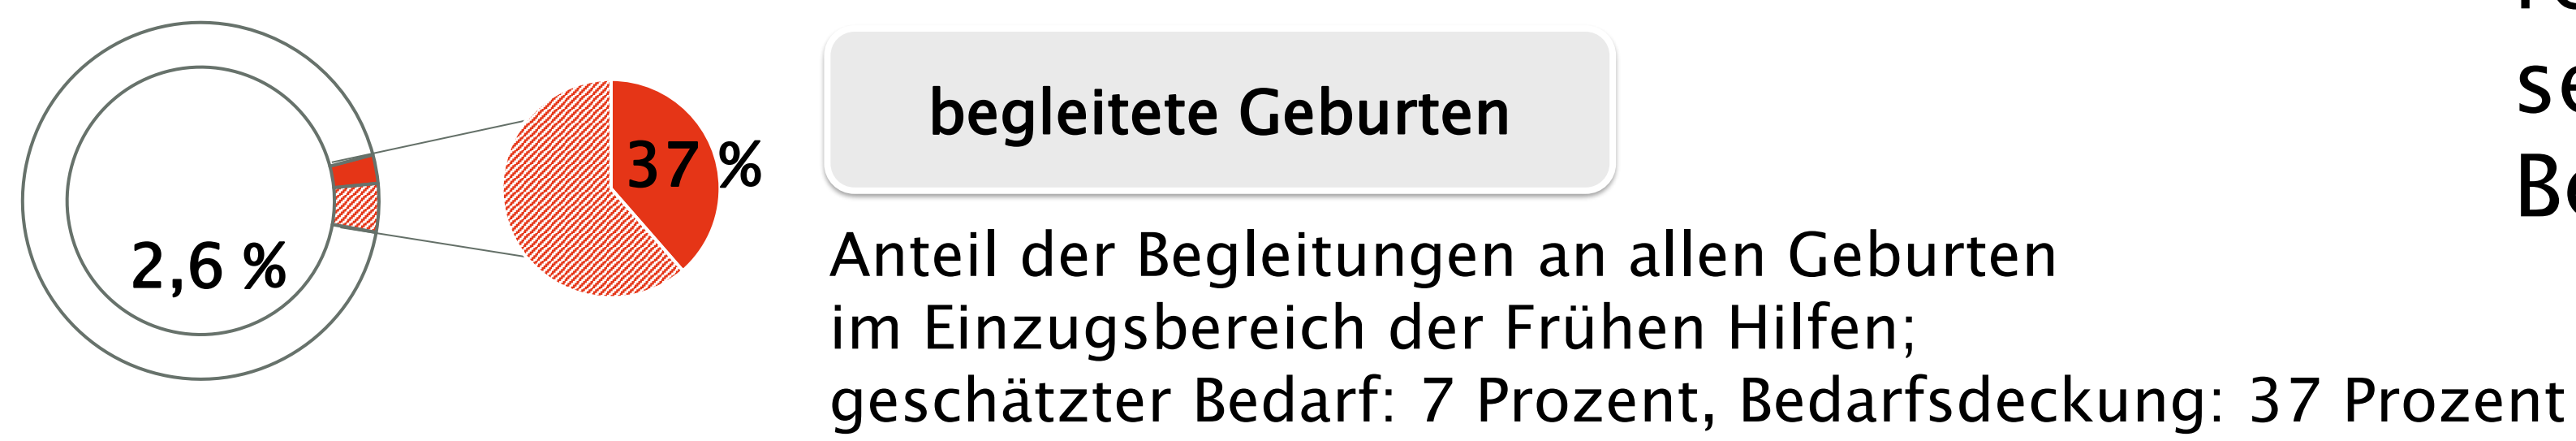 2,6 %
37 %
begleitete Geburten
Anteil der Begleitungen an allen Geburten
im Einzugsbereich der Frühen Hilfen;
geschätzter Bedarf: 7 Prozent, Bedarfsdeckung: 37 Prozent